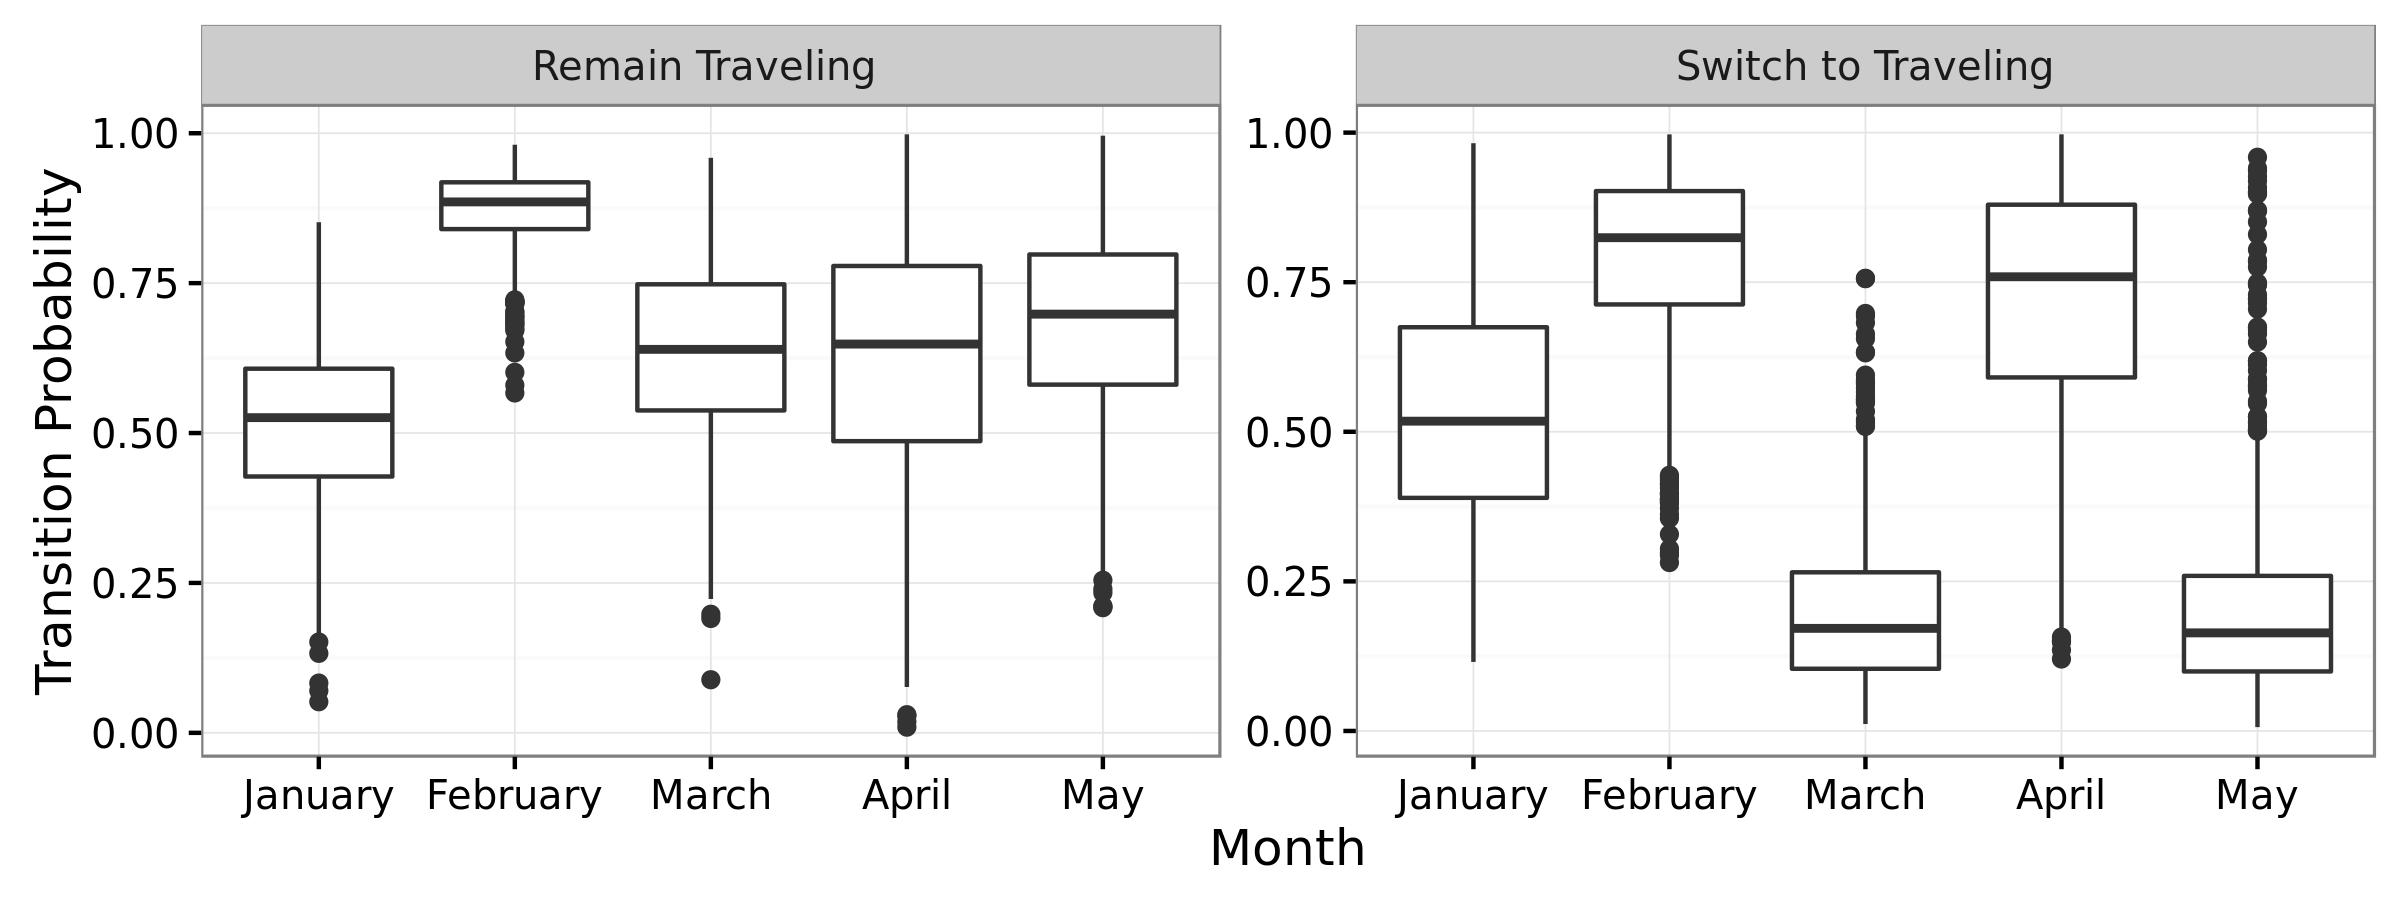 Remain Traveling
Switch to Traveling
Transition Probability
1.00
0.75
0.50
0.25
0.00
1.00
0.75
0.50
0.25
0.00
January February March April May
January February March April May
Month